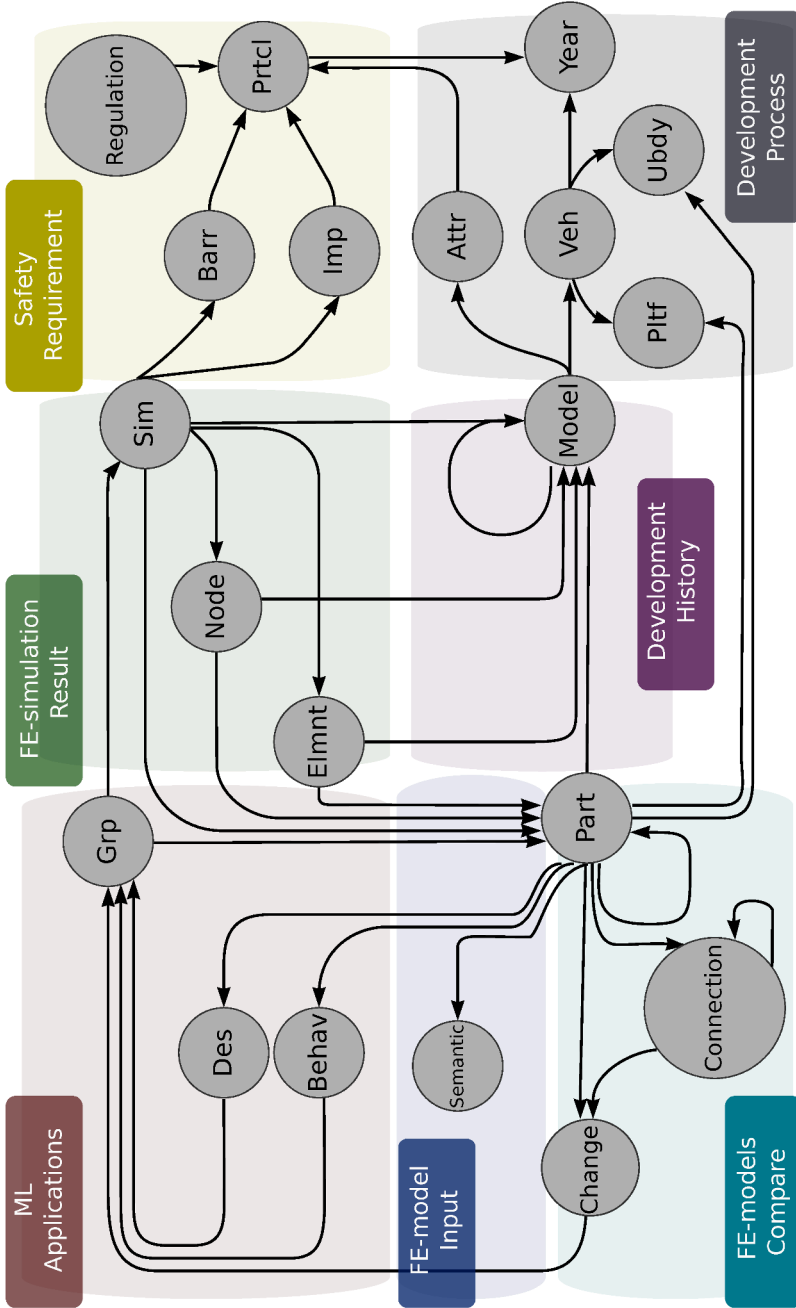 ML
Applications
FE-simulation
Result
Safety
Requirement
Grp
Regulation
Sim
Des
Node
Barr
Prtcl
Behav
Elmnt
Imp
FE-model
Input
Semantic
Attr
Change
Part
Model
Veh
Year
Development
History
Pltf
Ubdy
Connection
FE-models
Compare
Development
Process